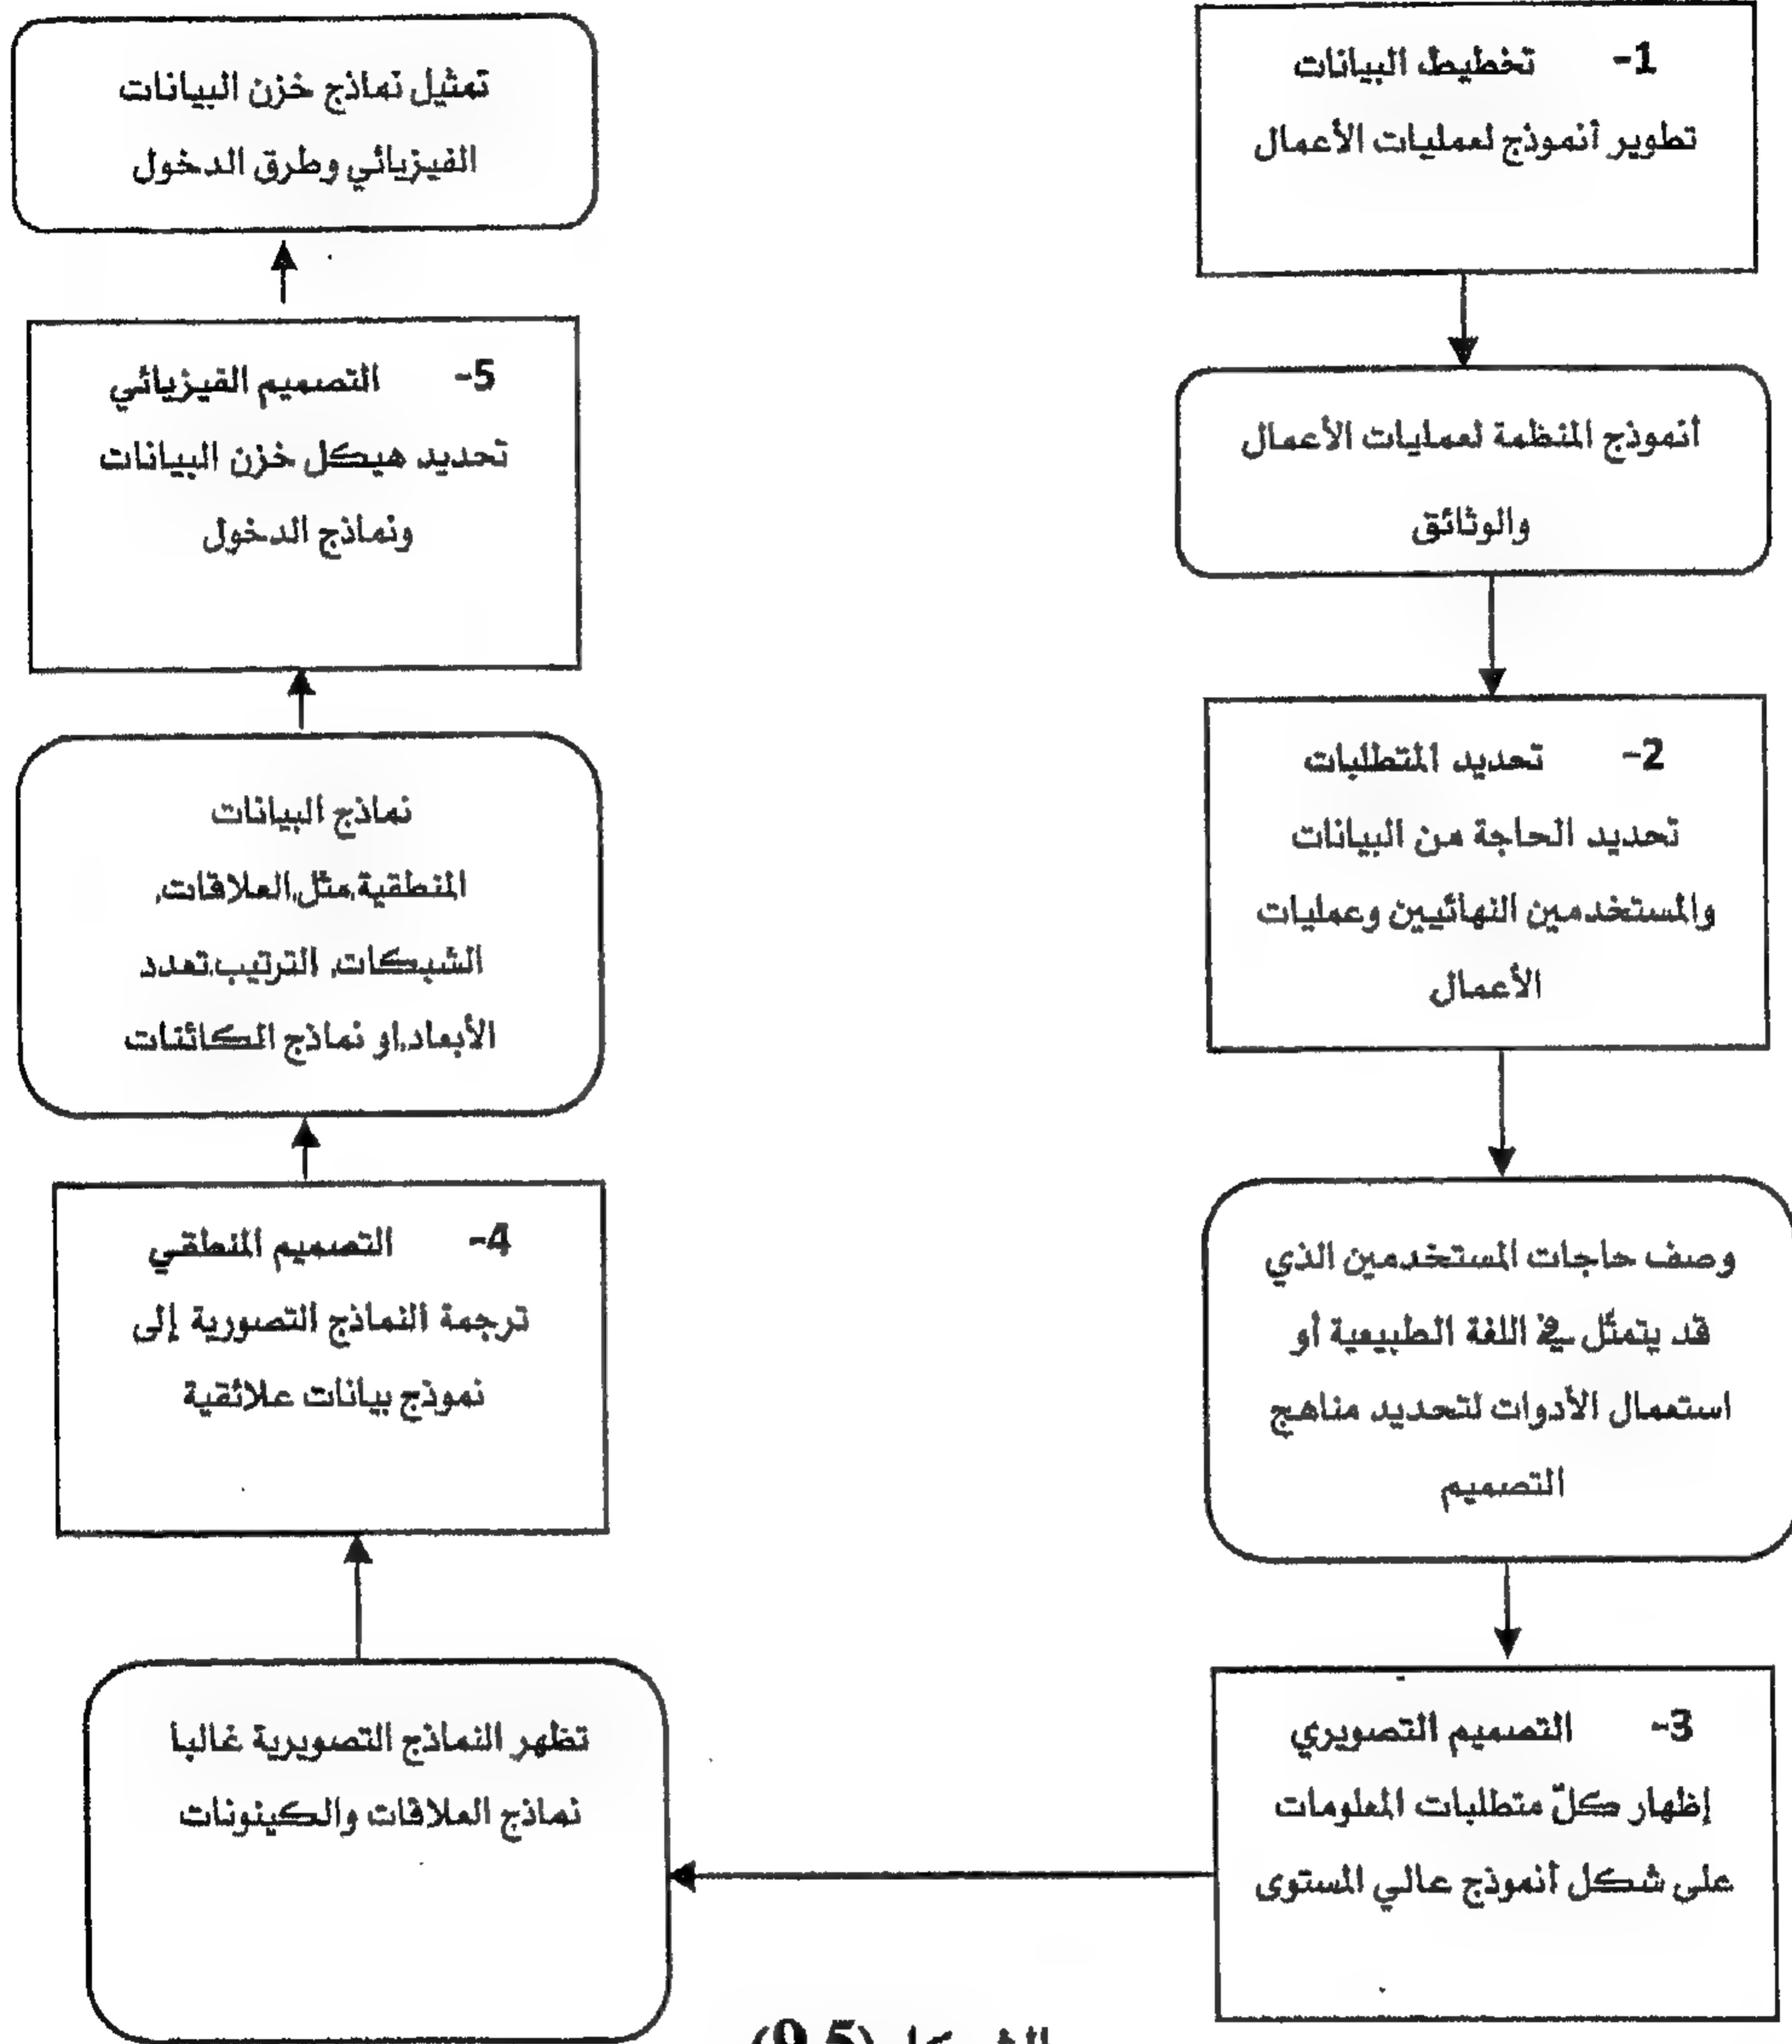 1- تخطيط البيانات
تطوير أنموذج لعمليات الأعمال
أنموذج المنظمة لعمليات الأعمال
والوثائق
2- تحديد المتطلبات
تحديد الحاجة من البيانات
والمستخدمين النهائيين وعمليات
الأعمال
وصف حاجات المستخدمين الذي
قد يتمثل في اللغة الطبيعية أو
استعمال الأدوات لتحديد مناهج
التصميم
3- التصميم التصويري
إظهار كلّ متطلبات المعلومات
على شكل أنموذج عالي المستوى
تظهر النماذج التصويرية غالبا
نماذج العلاقات والكينونات
4- التصميم المنطقي
ترجمة النماذج التصورية إلى
نموذج بيانات علائقية
نماذج البيانات
المنطقية,مثل,العلاقات,
الشبكات, الترتيب,تعدد
الأبعاد,او نماذج الكائنات
5- التصميم الفيزيائي
تحديد هيكل خزن البيانات
ونماذج الدخول
تمثيل نماذج خزن البيانات
الفيزيائي وطرق الدخول
الشكل (9.5)